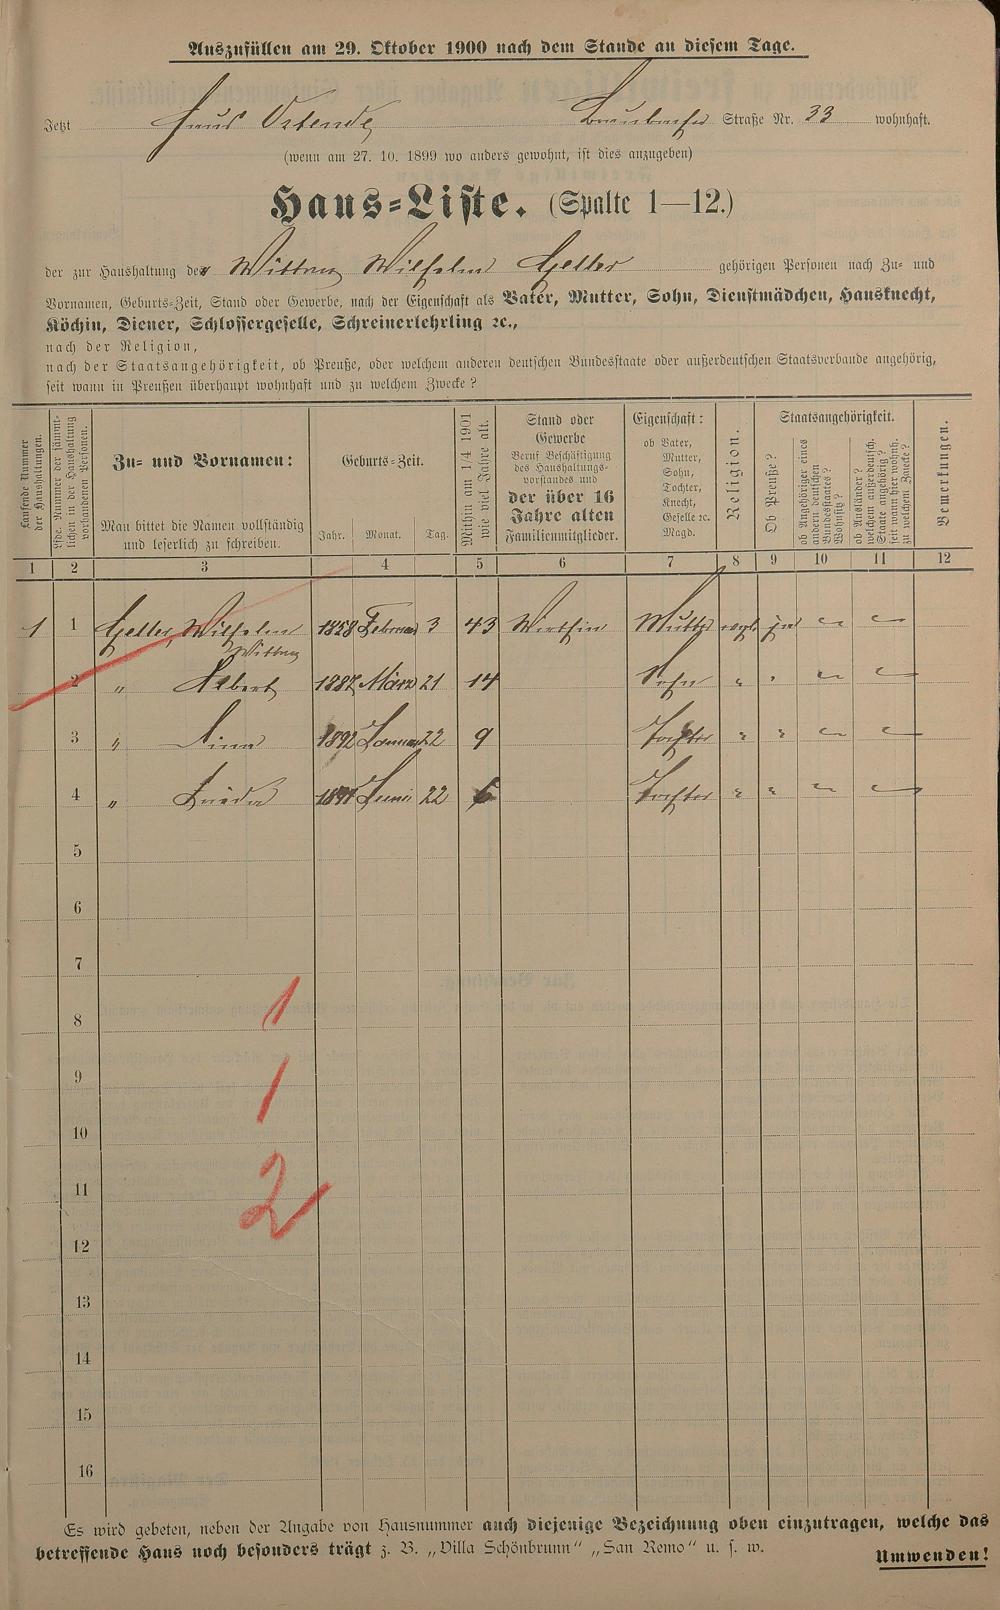 Auszufüllen am 29. Oktober 1900 nach dem Stande an diesem Tage.
Jetzt Haus Ostende Braubacher Straße Nr. 33 wohnhaft.
(wenn am 27. 10. 1899 wo anders gewohnt, ist dies anzugeben)
Haus-Liste. (Spalte 1—12.)
der zur Haushaltung der Wittwe Wilhelm Geller gehörigen Personen nach Zu- und
Vornamen, Geburts-Zeit, Stand oder Gewerbe, nach der Eigenschaft als Vater, Mutter, Sohn, Dienstmädchen, Hausknecht,
Köchin, Diener, Schlossergeselle, Schreinerlehrling ec.,
nach der Religion,
nach der Staatsangehörigkeit, ob Preuße, oder welchem anderen deutschen Bundesstaate oder außerdeutschen Staatsverbande angehörig,
seit wann in Preußen überhaupt wohnhaft und zu welchem Zwecke?
Laufende Nummer der Haushaltungen.
Lfde. Nummer der sämmtlichen in der Haushaltung vorhandenen Personen.
Zu- und Vornamen:
Man bittet die Namen vollständig
und leserlich zu schreiben.
Geburts-Zeit.
Jahr. Monat. Tag.
Mithin am 1/4 1901 wie viel Jahre alt.
Stand oder
Gewerbe
Beruf Beschäftigung
des Haushaltungs-
vorstandes und
der über 16
Jahre alten
Familienmitglieder.
Eigenschaft:
ob Vater,
Mutter,
Sohn,
Tochter,
Knecht,
Geselle ec.
Magd.
Religion.
Staatsangehörigkeit.
Ob Preuße?
ob Angehöriger eines andern deutschen Bundesstaates? Wohnsitz?
ob Ausländer? welchem außerdeutsch. Staate angehörig? seit wann hier wohnh. zu welchem Zwecke?
Bemerkungen.
1 2 3 4 5 6 7 8 9 10 11 12
1 1 Geller, Wilhelm 1858 Februar 3 43 Wirthin Mutter evgl. ja
Wittwe
2 " Albert 1887 März 21 14 Sohn " "
3 " Anna 1892 Januar 22 9 Tochter " "
4 " Frieda Juni 22 6 Tochter " "
5
6
7
8
9
10
11
12
13
14
15
16
1
1
2
Es wird gebeten, neben der Angabe von Hausnummer auch diejenige Bezeichnung oben einzutragen, welche das
betreffende Haus noch besonders trägt z. B. „Villa Schönbrunn" „San Remo" u. s. w.
Umwenden!